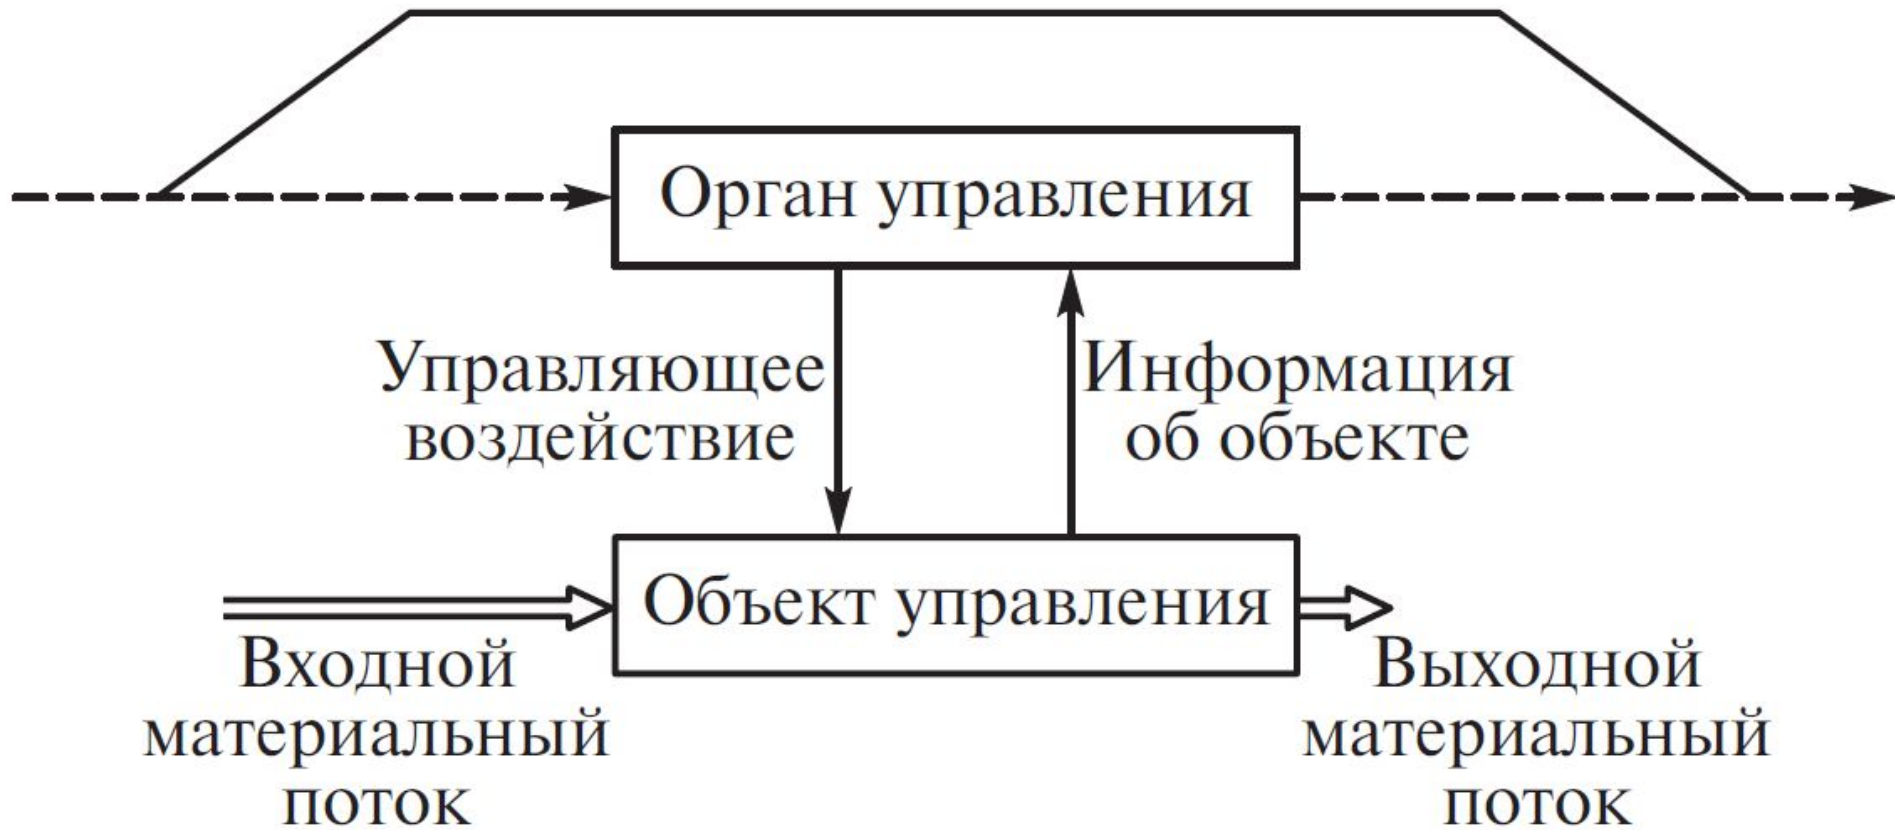 Орган управления
Управляющее
воздействие
Информация
об объекте
Объект управления
Входной
материальный
поток
Выходной
материальный
поток